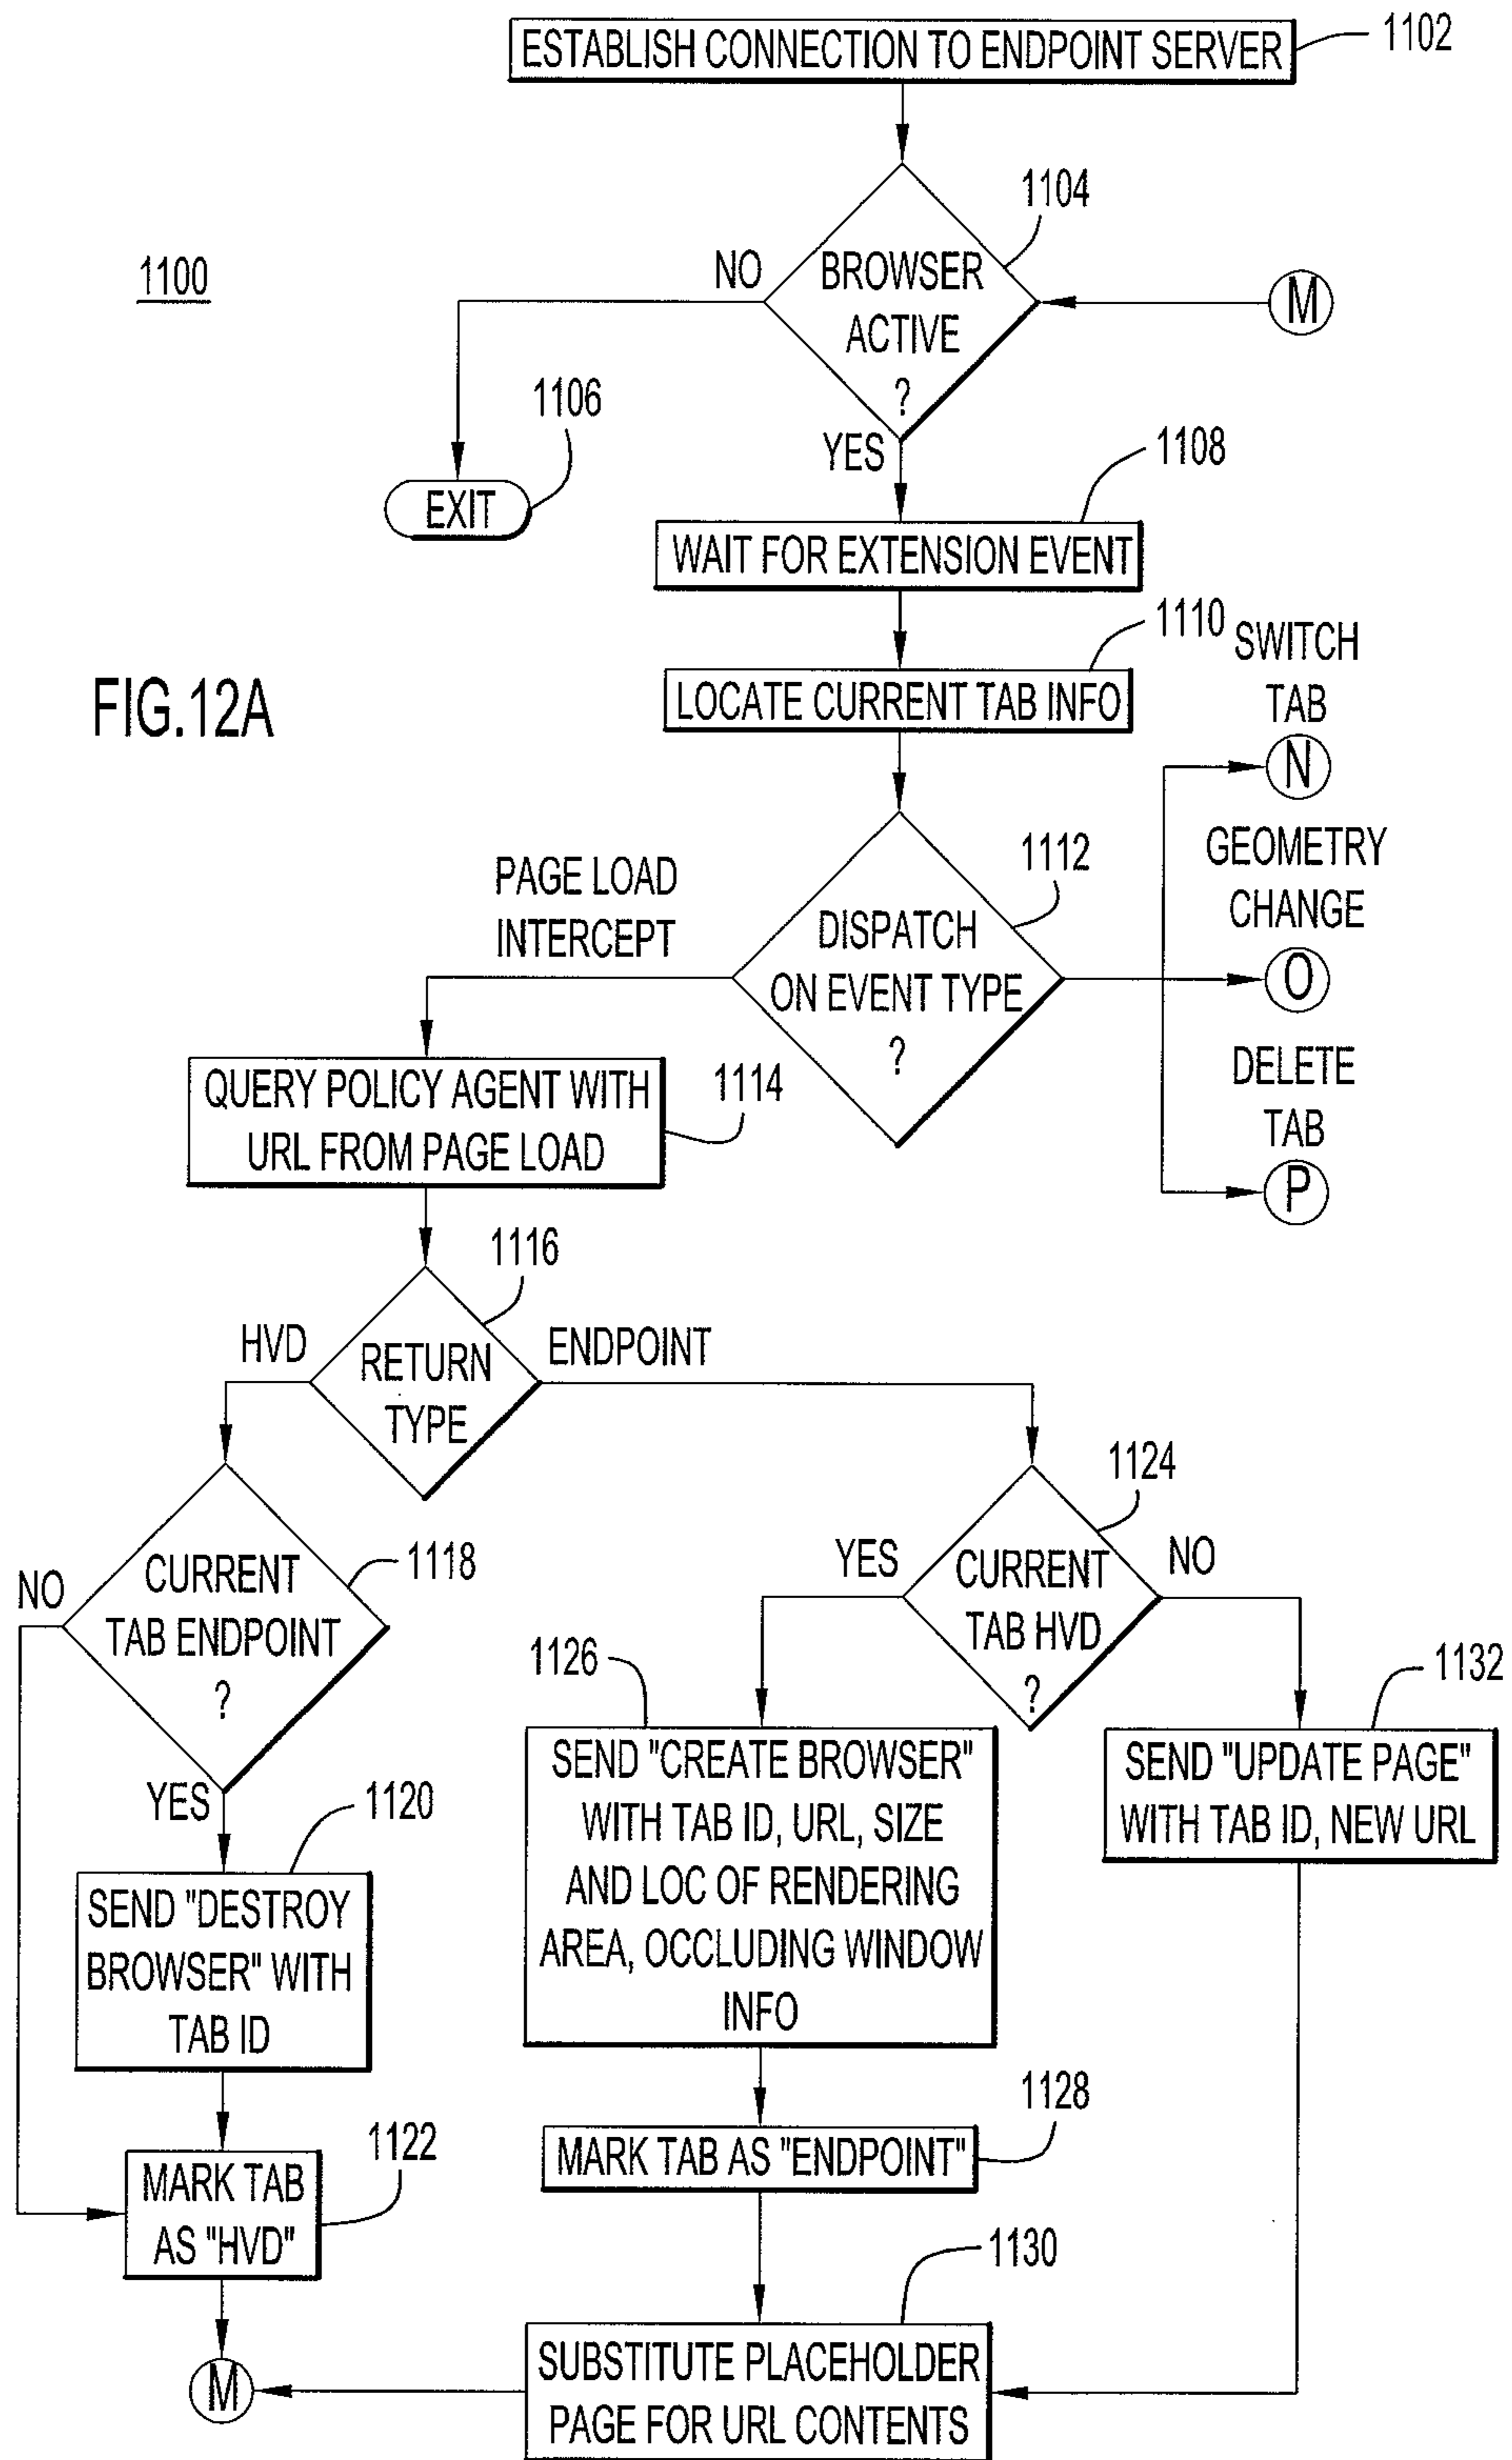 ESTABLISH CONNECTION TO ENDPOINT SERVER
1102
1104
1100
NO
BROWSER
ACTIVE
?
M
1106
YES
1108
EXIT
WAIT FOR EXTENSION EVENT
1110
SWITCH
TAB
FIG.12A
LOCATE CURRENT TAB INFO
N
GEOMETRY
CHANGE
1112
PAGE LOAD
INTERCEPT
DISPATCH
ON EVENT TYPE
?
O
DELETE
TAB
P
QUERY POLICY AGENT WITH
URL FROM PAGE LOAD
1114
1116
HVD
RETURN
TYPE
ENDPOINT
1124
NO
CURRENT
TAB ENDPOINT
?
1118
YES
CURRENT
TAB HVD
?
NO
1126
1132
YES
1120
SEND "DESTROY
BROWSER" WITH
TAB ID
SEND "CREATE BROWSER"
WITH TAB ID, URL, SIZE
AND LOC OF RENDERING
AREA, OCCLUDING WINDOW
INFO
SEND "UPDATE PAGE"
WITH TAB ID, NEW URL
1128
1122
MARK TAB
AS "HVD"
MARK TAB AS "ENDPOINT"
1130
M
SUBSTITUTE PLACEHOLDER
PAGE FOR URL CONTENTS